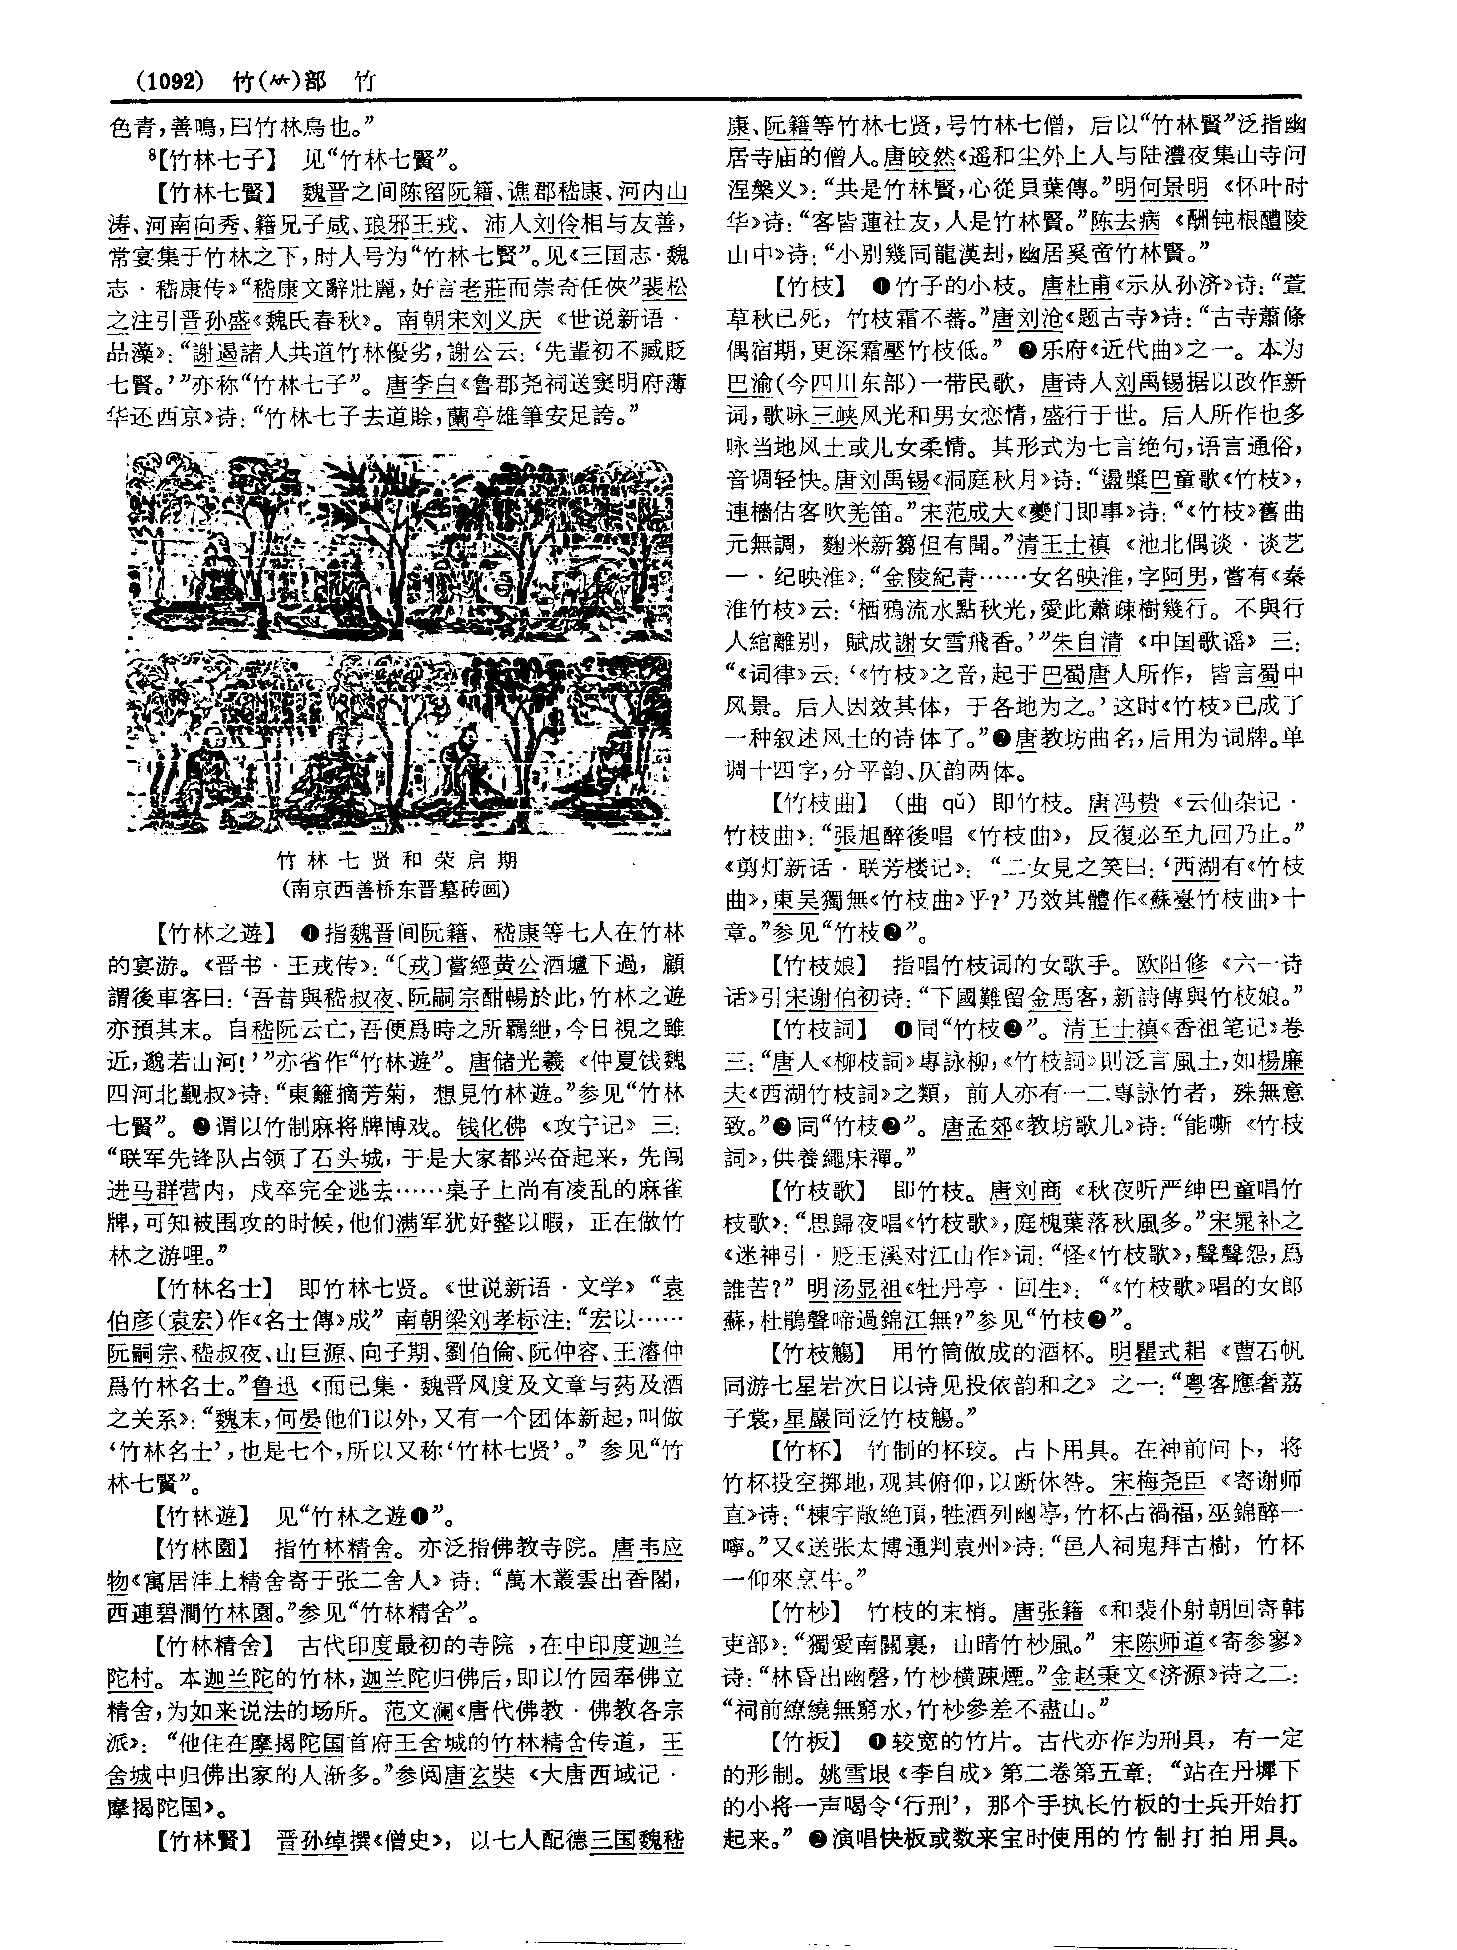 (1092) 竹(⺮)部 竹
色青，善鳴，曰竹林鳥也。”
⁸【竹林七子】 见“竹林七賢”。
【竹林七賢】 魏晋之间陈留阮籍、谯郡嵇康、河内山
涛、河南向秀、籍兄子咸、琅邪王戎、沛人刘伶相与友善，
常宴集于竹林之下，时人号为“竹林七賢”。见《三国志·魏
志·嵇康传》“嵇康文辭壯麗，好言老莊而崇奇任俠”裴松
之注引晋孙盛《魏氏春秋》。南朝宋刘义庆《世说新语·
品藻》：“謝遏諸人共道竹林優劣，謝公云：‘先輩初不臧貶
七賢。’”亦称“竹林七子”。唐李白《鲁郡尧祠送窦明府薄
华还西京》诗：“竹林七子去道賒，蘭亭雄筆安足誇。”
竹林七贤和荣启期
(南京西善桥东晋墓砖画)
【竹林之遊】 ❶指魏晋间阮籍、嵇康等七人在竹林
的宴游。《晋书·王戎传》：“〔戎〕嘗經黄公酒壚下過，顧
謂後車客曰：‘吾昔與嵇叔夜、阮嗣宗酣暢於此，竹林之遊
亦預其末。自嵇阮云亡，吾便爲時之所羈紲，今日視之雖
近，邈若山河！’”亦省作“竹林遊”。唐储光羲《仲夏饯魏
四河北觐叔》诗：“東籬摘芳菊，想見竹林遊。”参见“竹林
七賢”。❷谓以竹制麻将牌博戏。钱化佛《攻宁记》三：
“联军先锋队占领了石头城，于是大家都兴奋起来，先闯
进马群营内，戍卒完全逃去……桌子上尚有凌乱的麻雀
牌，可知被围攻的时候，他们满军犹好整以暇，正在做竹
林之游哩。”
【竹林名士】 即竹林七贤。《世说新语·文学》“袁
伯彦(袁宏)作《名士傳》成”南朝梁刘孝标注：“宏以……
阮嗣宗、嵇叔夜、山巨源、向子期、劉伯倫、阮仲容、王濬仲
爲竹林名士。”鲁迅《而已集·魏晋风度及文章与药及酒
之关系》：“魏末，何晏他们以外，又有一个团体新起，叫做
‘竹林名士’，也是七个，所以又称‘竹林七贤’。”参见“竹
林七賢”。
【竹林遊】 见“竹林之遊❶”。
【竹林園】 指竹林精舍。亦泛指佛教寺院。唐韦应
物《寓居沣上精舍寄于张二舍人》诗：“萬木叢雲出香閣，
西連碧澗竹林園。”参见“竹林精舍”。
【竹林精舍】 古代印度最初的寺院，在中印度迦兰
陀村。本迦兰陀的竹林，迦兰陀归佛后，即以竹园奉佛立
精舍，为如来说法的场所。范文澜《唐代佛教·佛教各宗
派》：“他住在摩揭陀国首府王舍城的竹林精舍传道，王
舍城中归佛出家的人渐多。”参阅唐玄奘《大唐西域记·
摩揭陀国》。
【竹林賢】 晋孙绰撰《僧史》，以七人配德三国魏嵇
康、阮籍等竹林七贤，号竹林七僧，后以“竹林賢”泛指幽
居寺庙的僧人。唐皎然《遥和尘外上人与陆澧夜集山寺问
涅槃义》：“共是竹林賢，心從貝葉傳。”明何景明《怀叶时
华》诗：“客皆蓮社友，人是竹林賢。”陈去病《酬钝根醴陵
山中》诗：“小别幾同龍漢刦，幽居奚啻竹林賢。”
【竹枝】 ❶竹子的小枝。唐杜甫《示从孙济》诗：“萱
草秋已死，竹枝霜不蕃。”唐刘沧《题古寺》诗：“古寺蕭條
偶宿期，更深霜壓竹枝低。”❷乐府《近代曲》之一。本为
巴渝(今四川东部)一带民歌，唐诗人刘禹锡据以改作新
词，歌咏三峡风光和男女恋情，盛行于世。后人所作也多
咏当地风土或儿女柔情。其形式为七言绝句，语言通俗，
音调轻快。唐刘禹锡《洞庭秋月》诗：“盪槳巴童歌《竹枝》，
連檣估客吹羌笛。”宋范成大《夔门即事》诗：“《竹枝》舊曲
元無調，麴米新篘但有聞。”清王士禛《池北偶谈·谈艺
一·纪映淮》：“金陵紀青……女名映淮，字阿男，嘗有《秦
淮竹枝》云：‘栖鴉流水點秋光，愛此蕭疎樹幾行。不與行
人綰離别，賦成謝女雪飛香。’”朱自清《中国歌谣》三：
“《词律》云：‘《竹枝》之音，起于巴蜀唐人所作，皆言蜀中
风景。后人因效其体，于各地为之。’这时《竹枝》已成了
一种叙述风土的诗体了。”❸唐教坊曲名，后用为词牌。单
调十四字，分平韵、仄韵两体。
【竹枝曲】 (曲 qǔ) 即竹枝。唐冯贽《云仙杂记·
竹枝曲》：“張旭醉後唱《竹枝曲》，反復必至九回乃止。”
《剪灯新话·联芳楼记》：“二女見之笑曰：‘西湖有《竹枝
曲》，東吴獨無《竹枝曲》乎？’乃效其體作《蘇臺竹枝曲》十
章。”参见“竹枝❷”。
【竹枝娘】 指唱竹枝词的女歌手。欧阳修《六一诗
话》引宋谢伯初诗：“下國難留金馬客，新詩傳與竹枝娘。”
【竹枝詞】 ❶同“竹枝❷”。清王士禛《香祖笔记》卷
三：“唐人《柳枝詞》專詠柳，《竹枝詞》則泛言風土，如楊廉
夫《西湖竹枝詞》之類，前人亦有一二專詠竹者，殊無意
致。”❷同“竹枝❸”。唐孟郊《教坊歌儿》诗：“能嘶《竹枝
詞》，供養繩床禪。”
【竹枝歌】 即竹枝。唐刘商《秋夜听严绅巴童唱竹
枝歌》：“思歸夜唱《竹枝歌》，庭槐葉落秋風多。”宋晁补之
《迷神引·贬玉溪对江山作》词：“怪《竹枝歌》，聲聲怨，爲
誰苦？”明汤显祖《牡丹亭·回生》：“《竹枝歌》唱的女郎
蘇，杜鵑聲啼過錦江無？”参见“竹枝❷”。
【竹枝觴】 用竹筒做成的酒杯。明瞿式耜《曹石帆
同游七星岩次日以诗见投依韵和之》之一：“粤客應奢荔
子裳，星巖同泛竹枝觴。”
【竹杯】 竹制的杯珓。占卜用具。在神前问卜，将
竹杯投空掷地，观其俯仰，以断休咎。宋梅尧臣《寄谢师
直》诗：“棟宇敞絶頂，牲酒列幽亭，竹杯占禍福，巫錦醉一
嚀。”又《送张太博通判袁州》诗：“邑人祠鬼拜古樹，竹杯
一仰來烹牛。”
【竹杪】 竹枝的末梢。唐张籍《和裴仆射朝回寄韩
吏部》：“獨愛南關裏，山晴竹杪風。”宋陈师道《寄参寥》
诗：“林昏出幽磬，竹杪横踈煙。”金赵秉文《济源》诗之二：
“祠前繚繞無窮水，竹杪參差不盡山。”
【竹板】 ❶较宽的竹片。古代亦作为刑具，有一定
的形制。姚雪垠《李自成》第二卷第五章：“站在丹墀下
的小将一声喝令‘行刑’，那个手执长竹板的士兵开始打
起来。”❷演唱快板或数来宝时使用的竹制打拍用具。